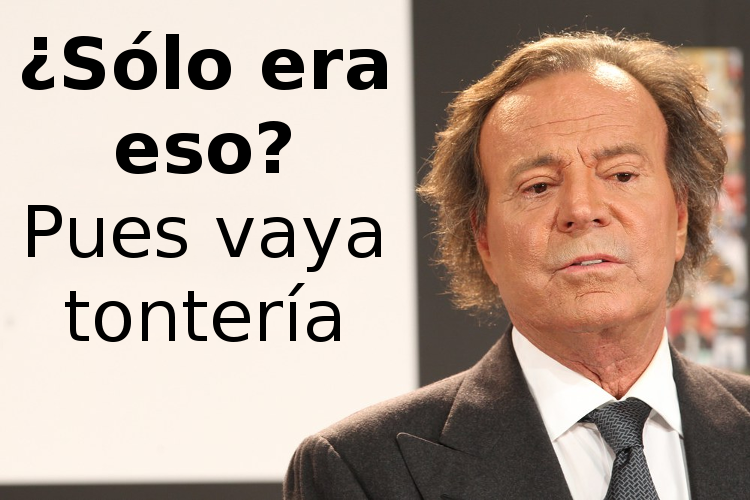 ¿Sólo era
eso?
Pues vaya
tontería